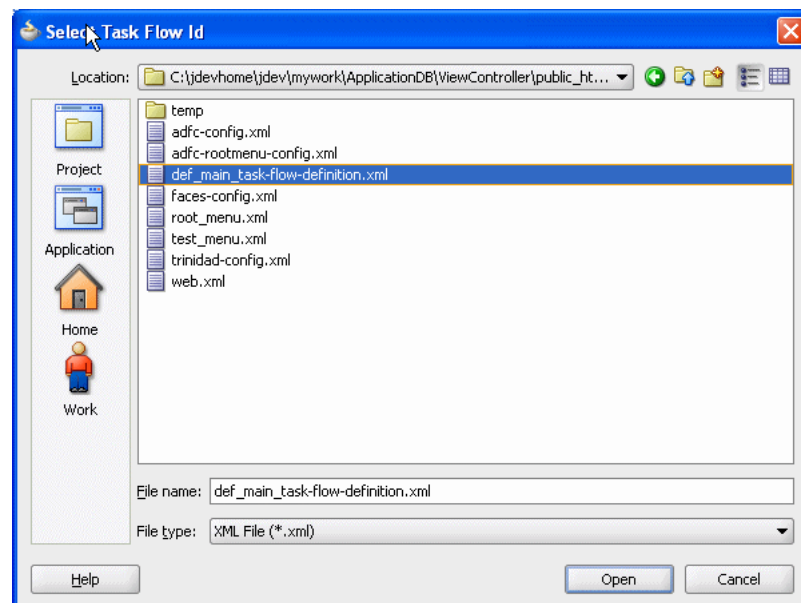 Select Task Flow Id
Location: C:\jdevhome\jdev\mywork\ApplicationDB\ViewController\public_ht...
Project
Application
Home
Work
temp
adfc-config.xml
adfc-rootmenu-config.xml
def_main_task-flow-definition.xml
faces-config.xml
root_menu.xml
test_menu.xml
trinidad-config.xml
web.xml
File name: def_main_task-flow-definition.xml
File type: XML File (*.xml)
Help Open Cancel